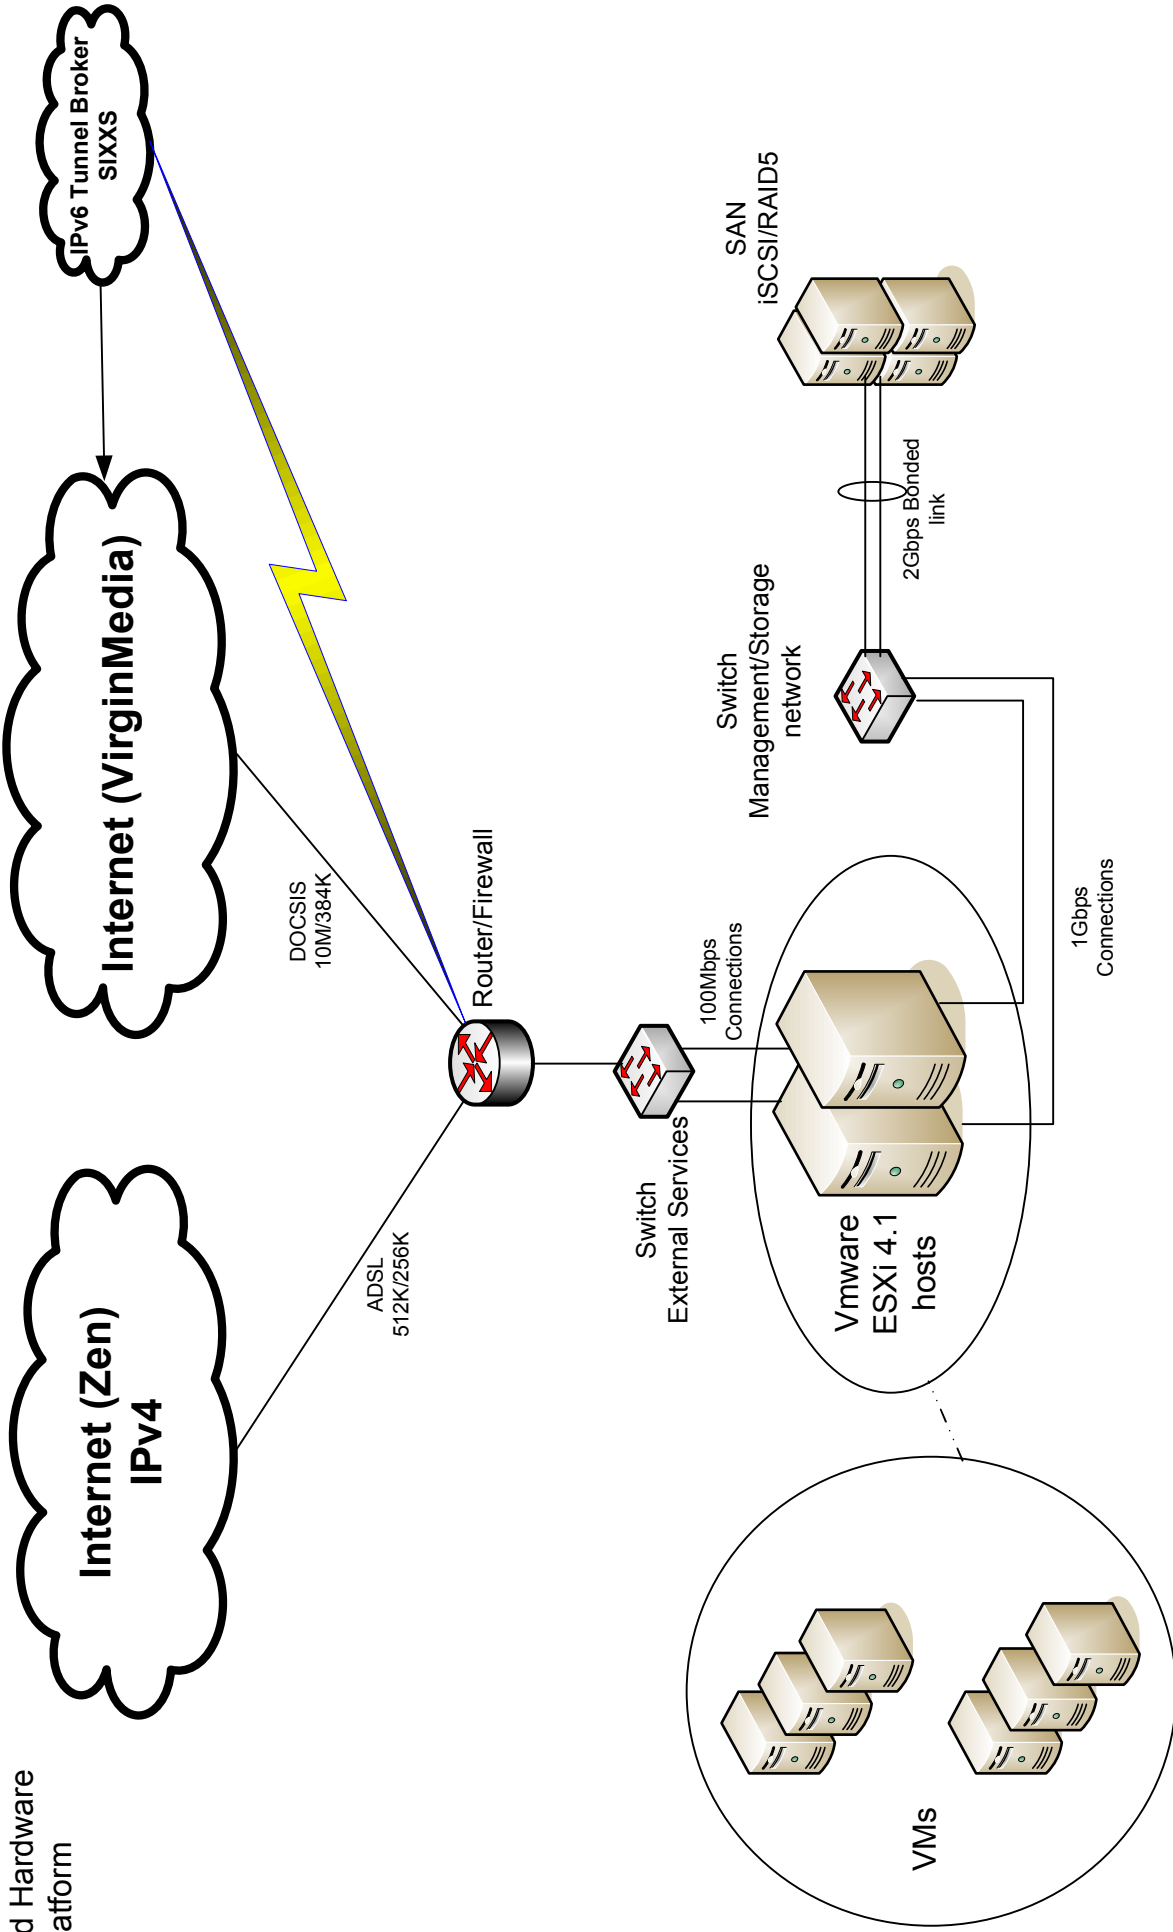 d Hardware
atform
Internet (Zen)
IPv4
Internet (VirginMedia)
IPv6 Tunnel Broker
SIXXS
ADSL
512K/256K
DOCSIS
10M/384K
Router/Firewall
Switch
External Services
100Mbps
Connections
Switch
Management/Storage
network
SAN
iSCSI/RAID5
2Gbps Bonded
link
Vmware
ESXi 4.1
hosts
1Gbps
Connections
VMs